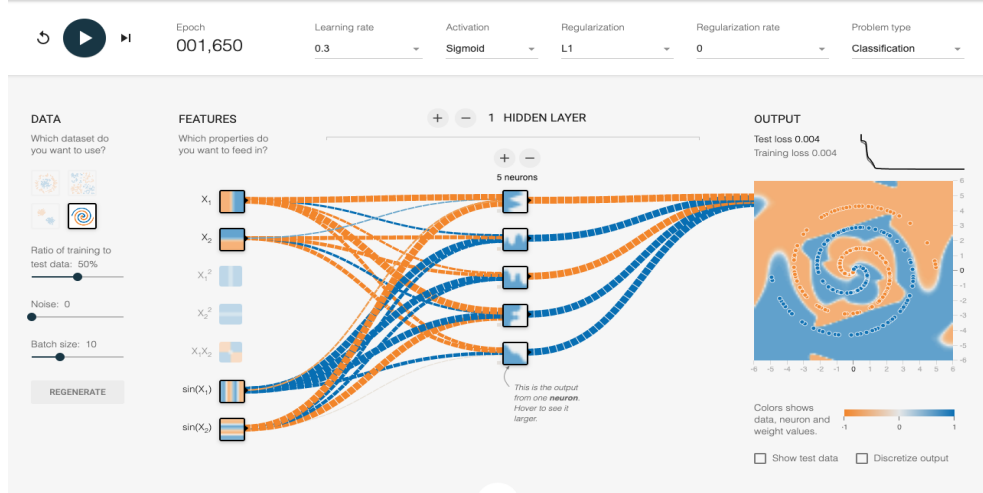 Epoch
001,650
Learning rate
0.3
Activation
Sigmoid
Regularization
L1
Regularization rate
0
Problem type
Classification
DATA
Which dataset do
you want to use?
Ratio of training to
test data: 50%
Noise: 0
Batch size: 10
REGENERATE
FEATURES
Which properties do
you want to feed in?
X₁
X₂
X₁²
X₂²
X₁X₂
sin(X₁)
sin(X₂)
+ − 1 HIDDEN LAYER
+ −
5 neurons
This is the output
from one neuron.
Hover to see it
larger.
OUTPUT
Test loss 0.004
Training loss 0.004
6
5
4
3
2
1
0
-1
-2
-3
-4
-5
-6
-6 -5 -4 -3 -2 -1 0 1 2 3 4 5 6
Colors shows
data, neuron and
weight values.
-1 0 1
Show test data
Discretize output